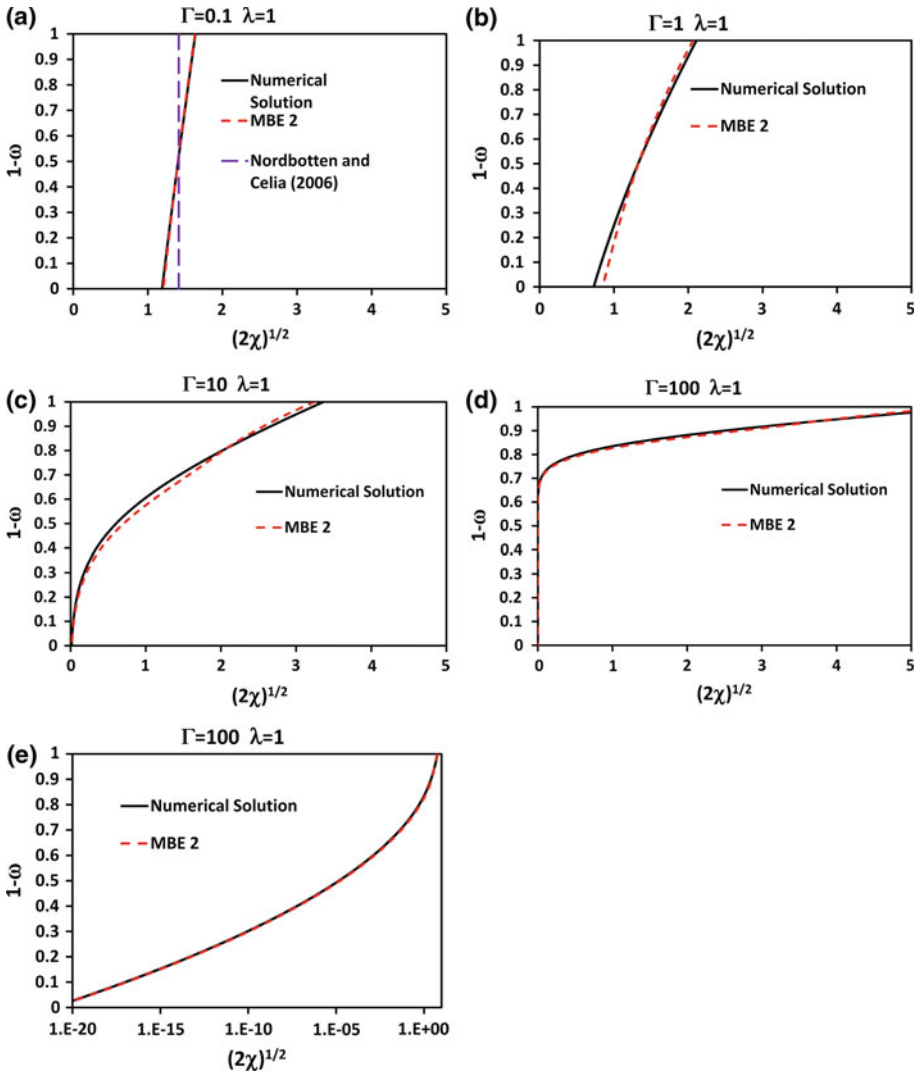 (a)
Γ=0.1 λ=1
1
0.9
0.8
0.7
0.6
0.5
0.4
0.3
0.2
0.1
0
1-ω
Numerical
Solution
MBE 2
Nordbotten and
Celia (2006)
0 1 2 3 4 5
(2χ)1/2
(b)
Γ=1 λ=1
1
0.9
0.8
0.7
0.6
0.5
0.4
0.3
0.2
0.1
0
1-ω
Numerical Solution
MBE 2
0 1 2 3 4 5
(2χ)1/2
(c)
Γ=10 λ=1
1
0.9
0.8
0.7
0.6
0.5
0.4
0.3
0.2
0.1
0
1-ω
Numerical Solution
MBE 2
0 1 2 3 4 5
(2χ)1/2
(d)
Γ=100 λ=1
1
0.9
0.8
0.7
0.6
0.5
0.4
0.3
0.2
0.1
0
1-ω
Numerical Solution
MBE 2
0 1 2 3 4 5
(2χ)1/2
(e)
Γ=100 λ=1
1
0.9
0.8
0.7
0.6
0.5
0.4
0.3
0.2
0.1
0
1-ω
Numerical Solution
MBE 2
1.E-20 1.E-15 1.E-10 1.E-05 1.E+00
(2χ)1/2